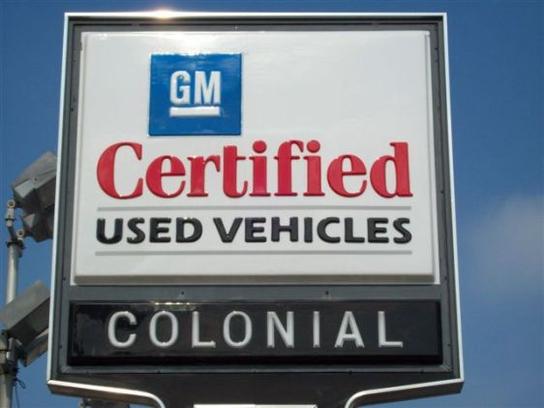 GM
Certified
USED VEHICLES
COLONIAL